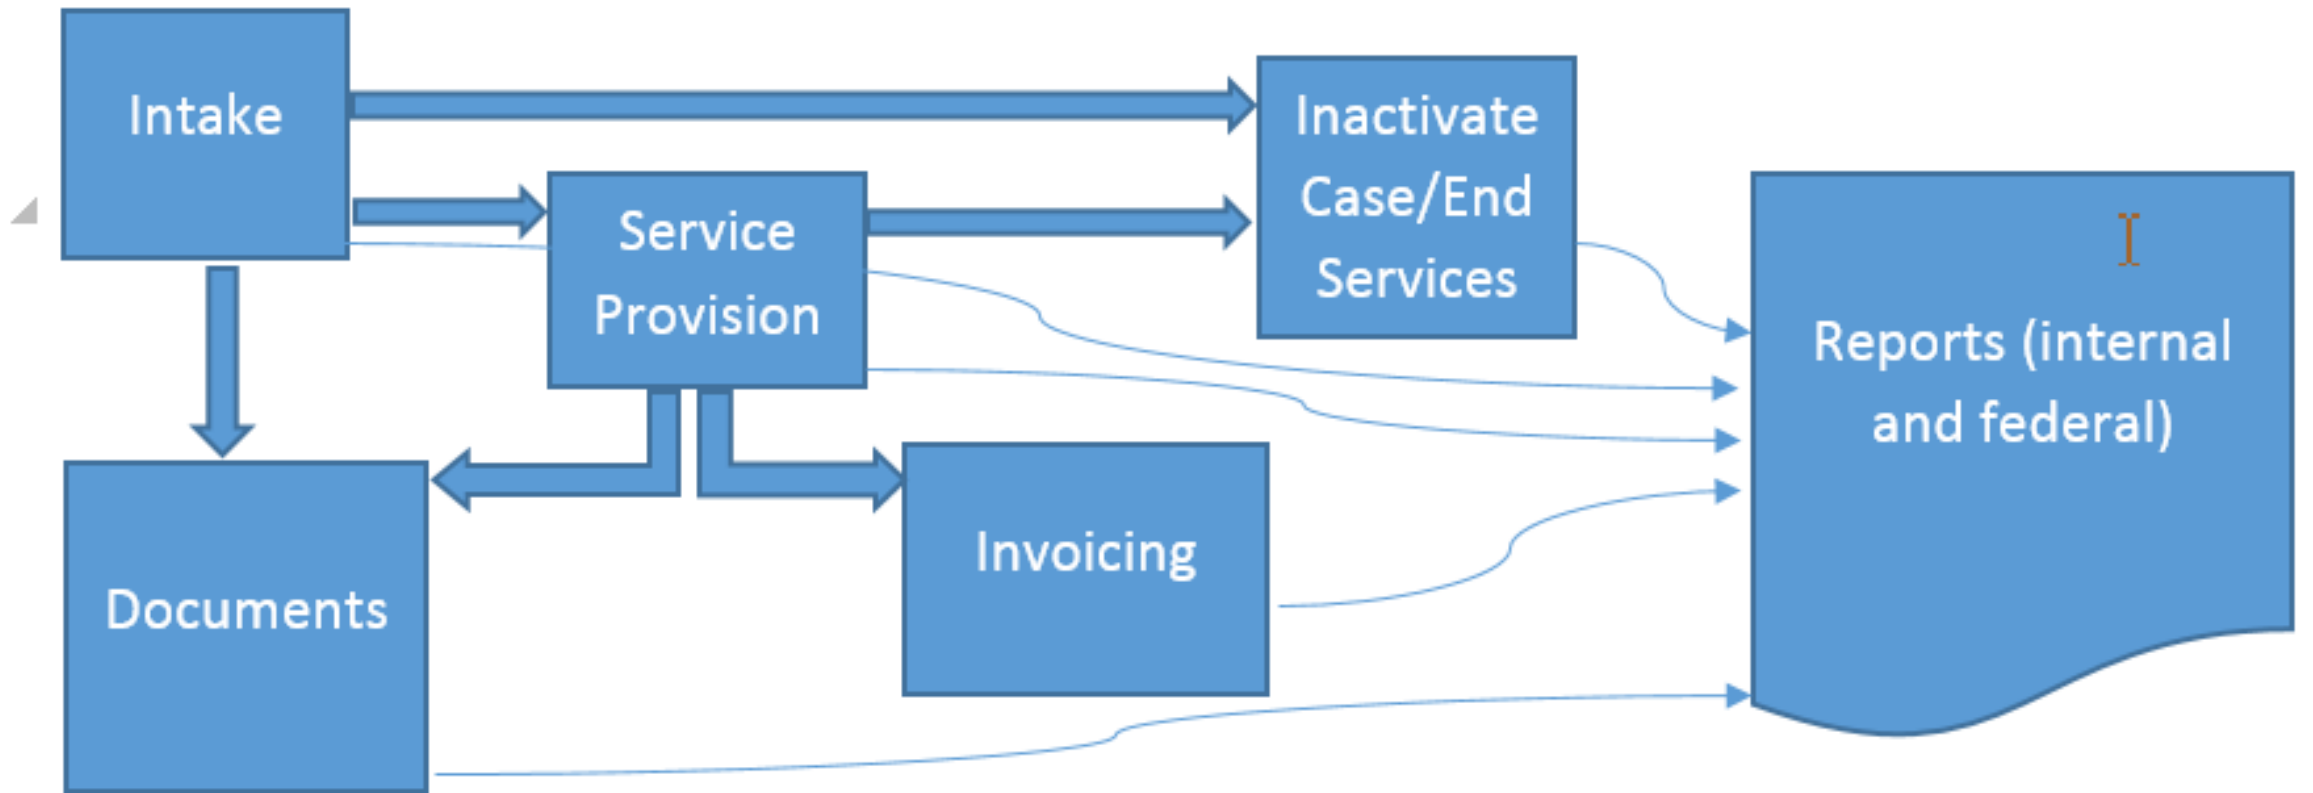 Intake
Service
Provision
Inactivate
Case/End
Services
Reports (internal
and federal)
Documents
Invoicing